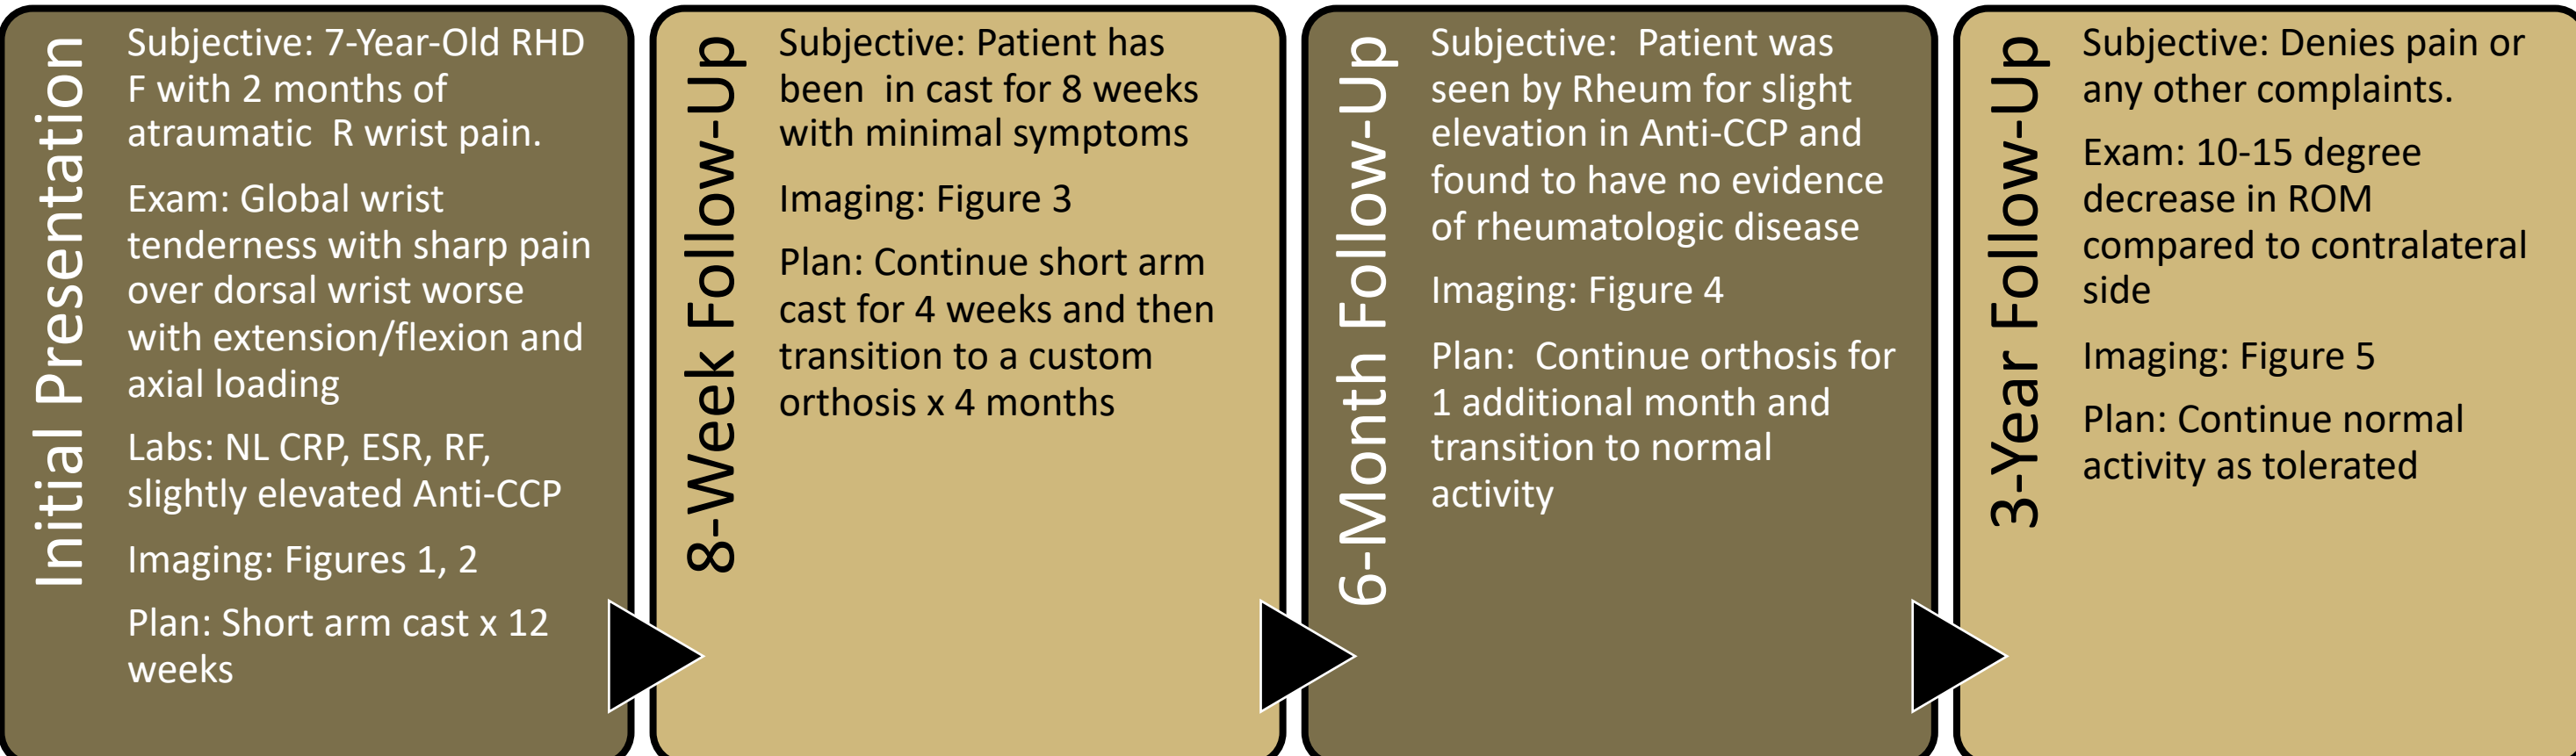 Initial Presentation
Subjective: 7-Year-Old RHD
F with 2 months of
atraumatic  R wrist pain.
Exam: Global wrist
tenderness with sharp pain
over dorsal wrist worse
with extension/flexion and
axial loading
Labs: NL CRP, ESR, RF,
slightly elevated Anti-CCP
Imaging: Figures 1, 2
Plan: Short arm cast x 12
weeks
8-Week Follow-Up
Subjective: Patient has
been  in cast for 8 weeks
with minimal symptoms
Imaging: Figure 3
Plan: Continue short arm
cast for 4 weeks and then
transition to a custom
orthosis x 4 months
6-Month Follow-Up
Subjective:  Patient was
seen by Rheum for slight
elevation in Anti-CCP and
found to have no evidence
of rheumatologic disease
Imaging: Figure 4
Plan:  Continue orthosis for
1 additional month and
transition to normal
activity
3-Year Follow-Up
Subjective: Denies pain or
any other complaints.
Exam: 10-15 degree
decrease in ROM
compared to contralateral
side
Imaging: Figure 5
Plan: Continue normal
activity as tolerated